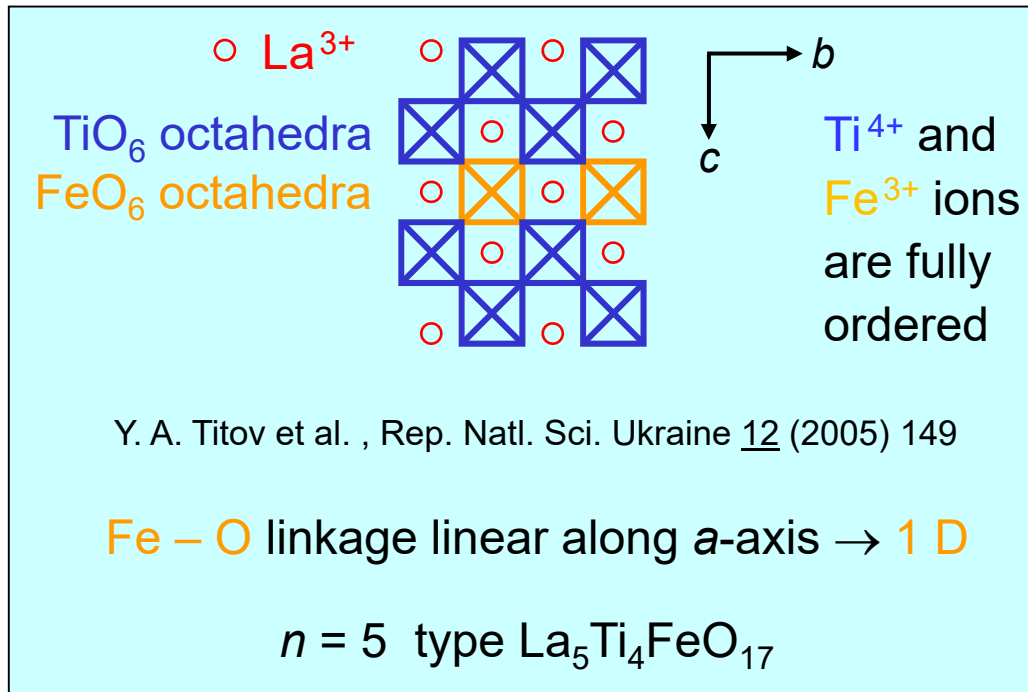 ○ La³⁺
TiO₆ octahedra
FeO₆ octahedra
b
c
Ti⁴⁺ and
Fe³⁺ ions
are fully
ordered
Y. A. Titov et al. , Rep. Natl. Sci. Ukraine 12 (2005) 149
Fe – O linkage linear along a-axis → 1 D
n = 5 type La₅Ti₄FeO₁₇